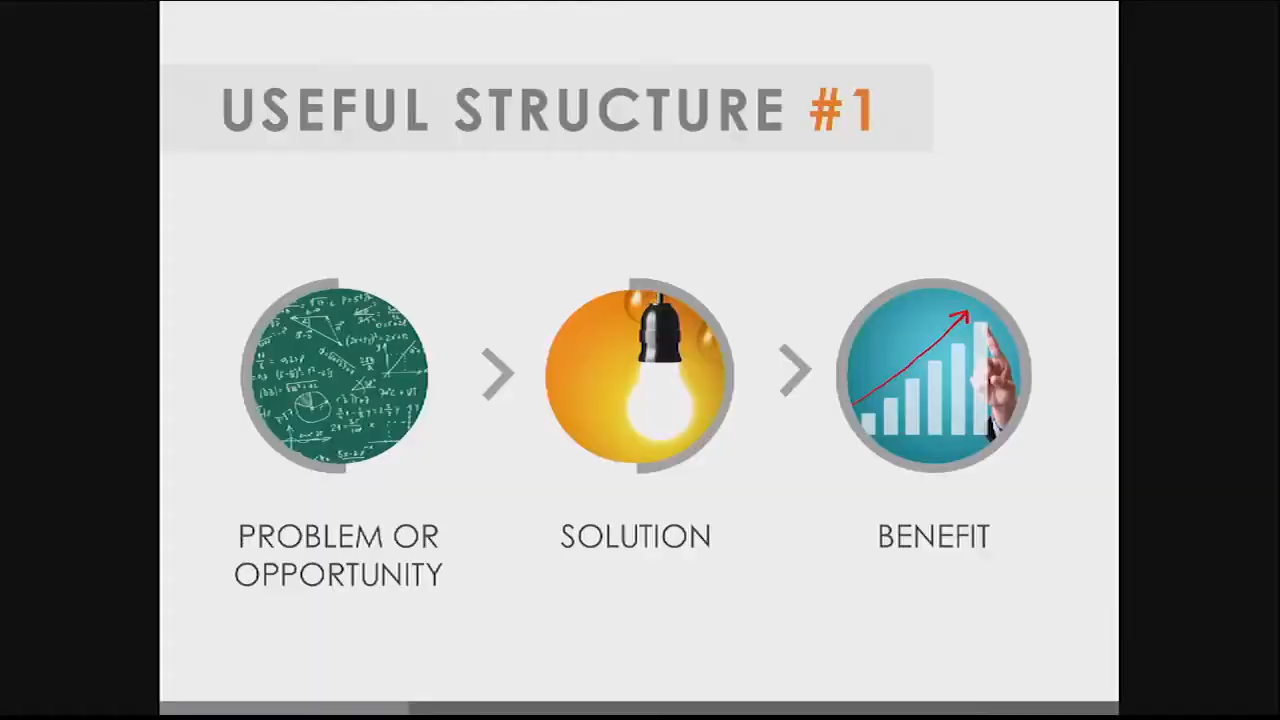 USEFUL STRUCTURE #1
PROBLEM OR
OPPORTUNITY
SOLUTION
BENEFIT